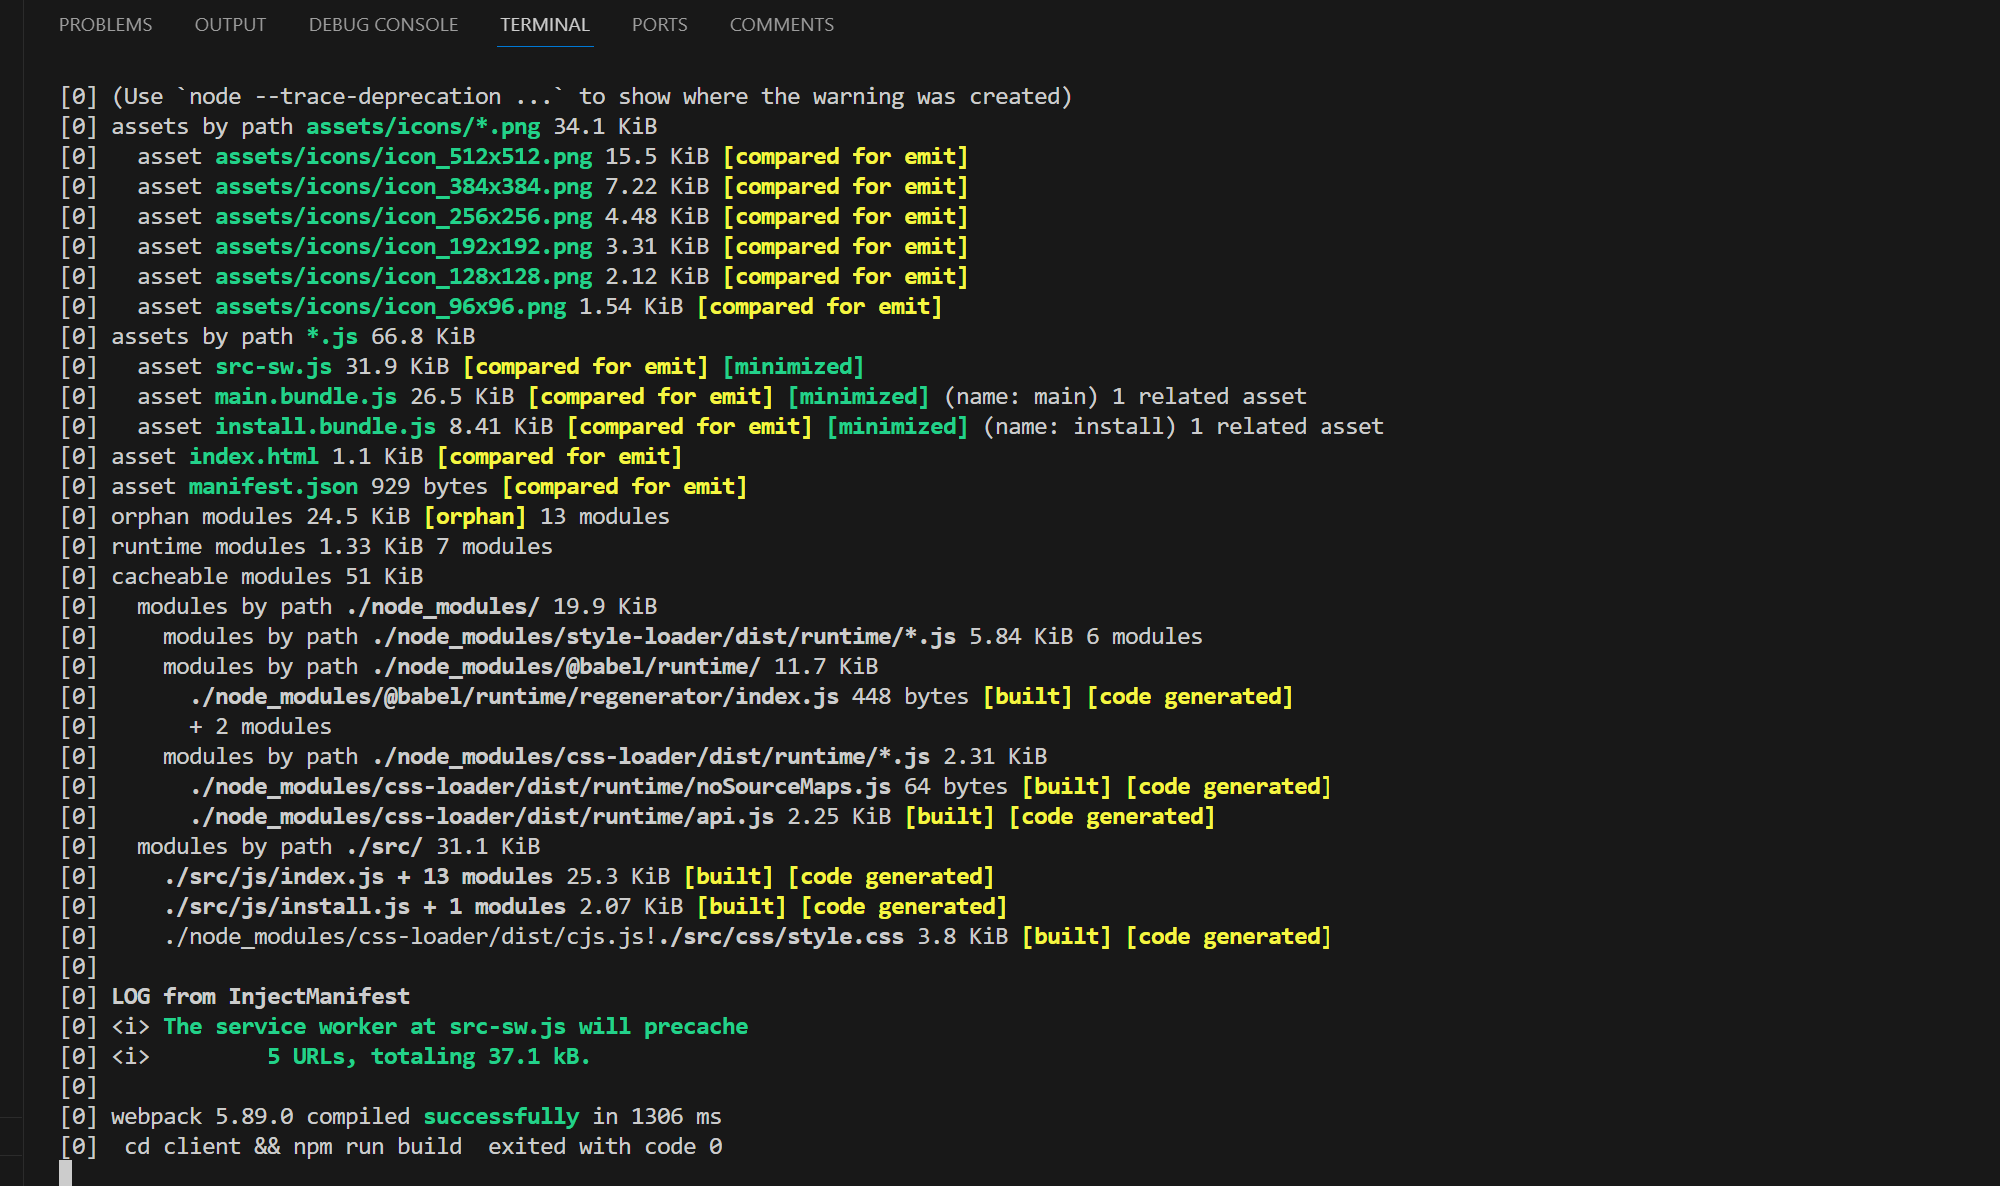 PROBLEMS OUTPUT DEBUG CONSOLE TERMINAL PORTS COMMENTS
[0] (Use `node --trace-deprecation ...` to show where the warning was created)
[0] assets by path assets/icons/*.png 34.1 KiB
[0]   asset assets/icons/icon_512x512.png 15.5 KiB [compared for emit]
[0]   asset assets/icons/icon_384x384.png 7.22 KiB [compared for emit]
[0]   asset assets/icons/icon_256x256.png 4.48 KiB [compared for emit]
[0]   asset assets/icons/icon_192x192.png 3.31 KiB [compared for emit]
[0]   asset assets/icons/icon_128x128.png 2.12 KiB [compared for emit]
[0]   asset assets/icons/icon_96x96.png 1.54 KiB [compared for emit]
[0] assets by path *.js 66.8 KiB
[0]   asset src-sw.js 31.9 KiB [compared for emit] [minimized]
[0]   asset main.bundle.js 26.5 KiB [compared for emit] [minimized] (name: main) 1 related asset
[0]   asset install.bundle.js 8.41 KiB [compared for emit] [minimized] (name: install) 1 related asset
[0] asset index.html 1.1 KiB [compared for emit]
[0] asset manifest.json 929 bytes [compared for emit]
[0] orphan modules 24.5 KiB [orphan] 13 modules
[0] runtime modules 1.33 KiB 7 modules
[0] cacheable modules 51 KiB
[0]   modules by path ./node_modules/ 19.9 KiB
[0]     modules by path ./node_modules/style-loader/dist/runtime/*.js 5.84 KiB 6 modules
[0]     modules by path ./node_modules/@babel/runtime/ 11.7 KiB
[0]       ./node_modules/@babel/runtime/regenerator/index.js 448 bytes [built] [code generated]
[0]       + 2 modules
[0]     modules by path ./node_modules/css-loader/dist/runtime/*.js 2.31 KiB
[0]       ./node_modules/css-loader/dist/runtime/noSourceMaps.js 64 bytes [built] [code generated]
[0]       ./node_modules/css-loader/dist/runtime/api.js 2.25 KiB [built] [code generated]
[0]   modules by path ./src/ 31.1 KiB
[0]     ./src/js/index.js + 13 modules 25.3 KiB [built] [code generated]
[0]     ./src/js/install.js + 1 modules 2.07 KiB [built] [code generated]
[0]     ./node_modules/css-loader/dist/cjs.js!./src/css/style.css 3.8 KiB [built] [code generated]
[0]
[0] LOG from InjectManifest
[0] <i> The service worker at src-sw.js will precache
[0] <i>         5 URLs, totaling 37.1 kB.
[0]
[0] webpack 5.89.0 compiled successfully in 1306 ms
[0]  cd client && npm run build  exited with code 0